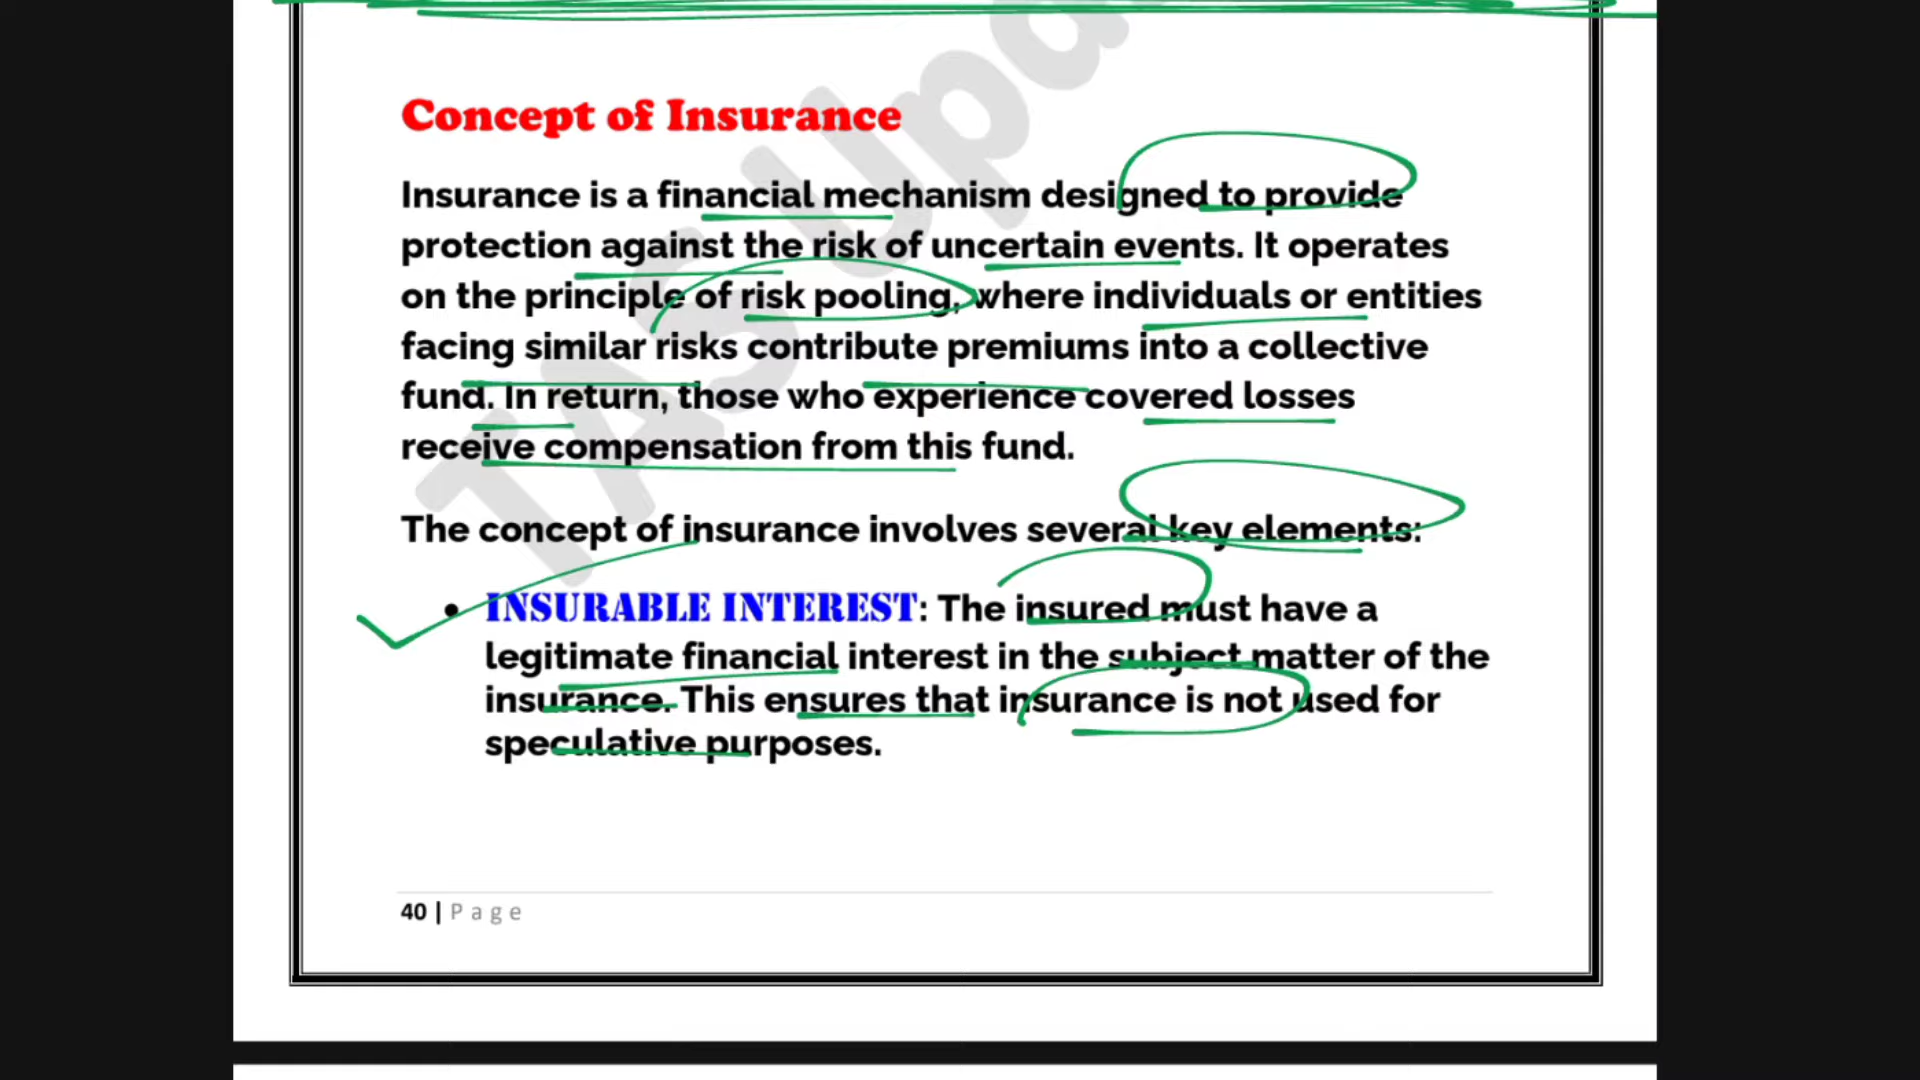 Concept of Insurance
Insurance is a financial mechanism designed to provide
protection against the risk of uncertain events. It operates
on the principle of risk pooling, where individuals or entities
facing similar risks contribute premiums into a collective
fund. In return, those who experience covered losses
receive compensation from this fund.
The concept of insurance involves several key elements:
• INSURABLE INTEREST: The insured must have a
legitimate financial interest in the subject matter of the
insurance. This ensures that insurance is not used for
speculative purposes.
40 | Page